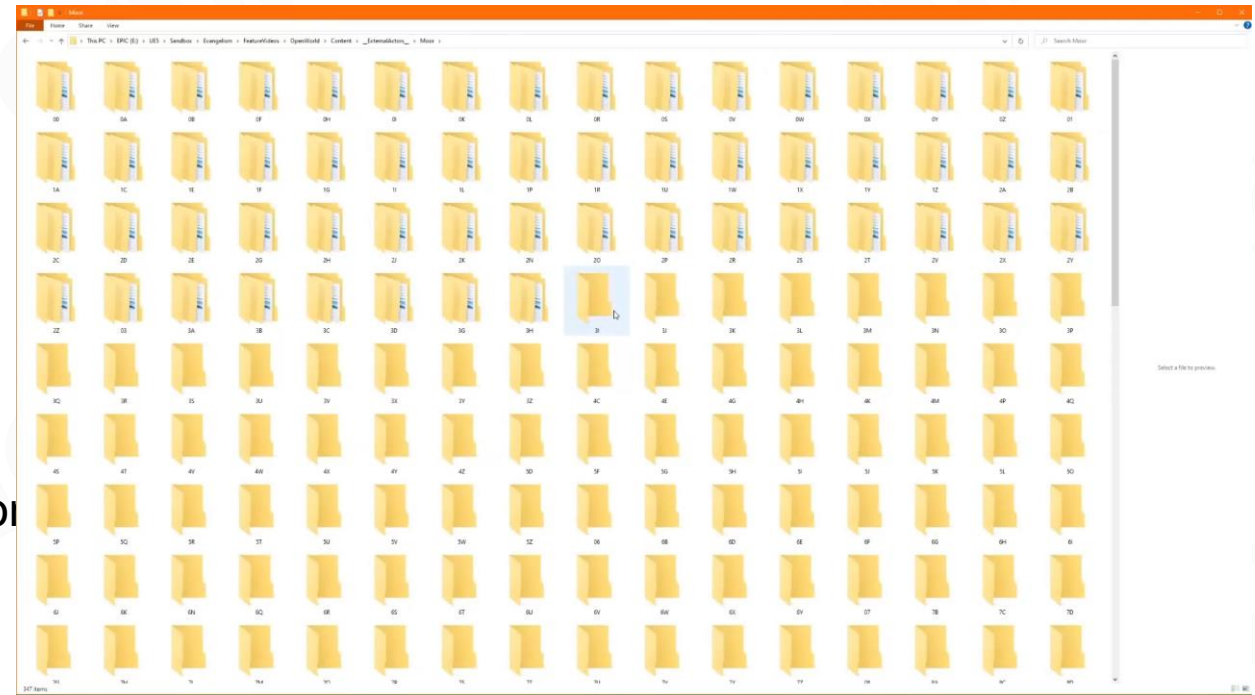 Moor
File Home Share View
This PC > EPIC (E:) > UE5 > Sandbox > Evangelism > FeatureVideos > OpenWorld > Content > __ExternalActors__ > Moor >
Search Moor
00 0A 0B 0F 0H 0I 0K 0L 0R 0S 0V 0W 0X 0Y 0Z 01
1A 1C 1E 1F 1G 1I 1L 1P 1R 1U 1W 1X 1Y 1Z 2A 2B
2C 2D 2E 2G 2H 2J 2K 2N 2O 2P 2R 2S 2T 2V 2X 2Y
2Z 03 3A 3B 3C 3D 3G 3H 3I 3J 3K 3L 3M 3N 3O 3P
Select a file to preview.
3Q 3R 3S 3U 3V 3X 3Y 3Z 4C 4E 4G 4H 4K 4M 4P 4Q
4S 4T 4V 4W 4X 4Y 4Z 5D 5F 5G 5H 5I 5J 5K 5L 5O
5P 5Q 5R 5T 5U 5V 5W 5Z 06 6B 6D 6E 6F 6G 6H 6I
6J 6K 6N 6Q 6R 6S 6T 6U 6V 6W 6X 6Y 07 7B 7C 7D
347 items